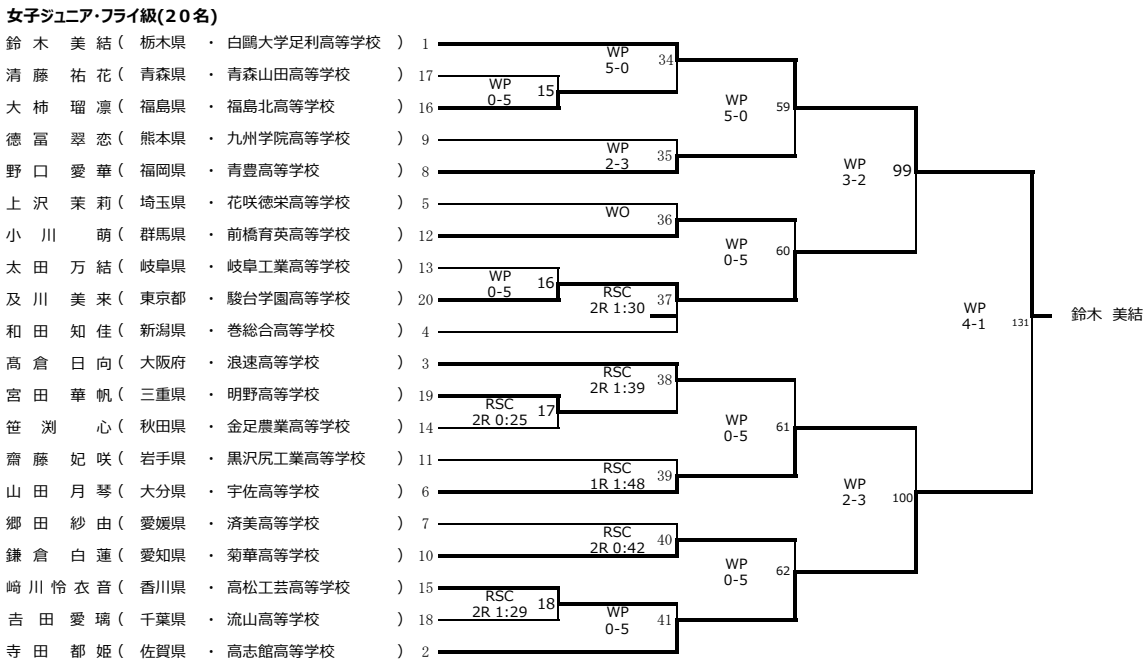 女子ジュニア・フライ級(20名)
鈴木 美結( 栃木県 ・ 白鷗大学足利高等学校 ) 1
清藤 祐花( 青森県 ・ 青森山田高等学校 ) 17
大柿 瑠凛( 福島県 ・ 福島北高等学校 ) 16
德冨 翠恋( 熊本県 ・ 九州学院高等学校 ) 9
野口 愛華( 福岡県 ・ 青豊高等学校 ) 8
上沢 茉莉( 埼玉県 ・ 花咲徳栄高等学校 ) 5
小川 萌( 群馬県 ・ 前橋育英高等学校 ) 12
太田 万結( 岐阜県 ・ 岐阜工業高等学校 ) 13
及川 美来( 東京都 ・ 駿台学園高等学校 ) 20
和田 知佳( 新潟県 ・ 巻総合高等学校 ) 4
髙倉 日向( 大阪府 ・ 浪速高等学校 ) 3
宮田 華帆( 三重県 ・ 明野高等学校 ) 19
笹渕 心( 秋田県 ・ 金足農業高等学校 ) 14
齋藤 妃咲( 岩手県 ・ 黒沢尻工業高等学校 ) 11
山田 月琴( 大分県 ・ 宇佐高等学校 ) 6
郷田 紗由( 愛媛県 ・ 済美高等学校 ) 7
鎌倉 白蓮( 愛知県 ・ 菊華高等学校 ) 10
﨑川 怜衣音( 香川県 ・ 高松工芸高等学校 ) 15
𠮷田 愛璃( 千葉県 ・ 流山高等学校 ) 18
寺田 都姫( 佐賀県 ・ 高志館高等学校 ) 2
WP
0-5
15
WP
0-5
16
RSC
2R 0:25
17
RSC
2R 1:29
18
WP
5-0
34
WP
2-3
35
WO
36
RSC
2R 1:30
37
RSC
2R 1:39
38
RSC
1R 1:48
39
RSC
2R 0:42
40
WP
0-5
41
WP
5-0
59
WP
0-5
60
WP
0-5
61
WP
0-5
62
WP
3-2
99
WP
2-3
100
WP
4-1
131
鈴木 美結